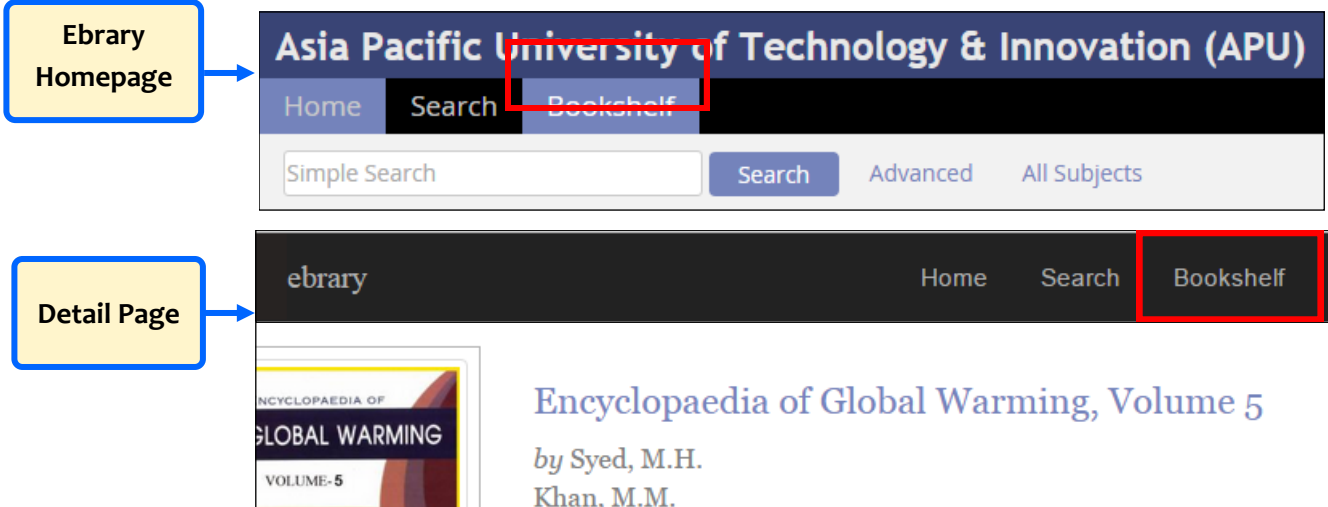 Ebrary
Homepage
Asia Pacific University of Technology & Innovation (APU)
Home Search Bookshelf
Simple Search Search Advanced All Subjects
Detail Page
ebrary Home Search Bookshelf
NCYCLOPAEDIA OF
GLOBAL WARMING
VOLUME-5
Encyclopaedia of Global Warming, Volume 5
by Syed, M.H.
Khan, M.M.